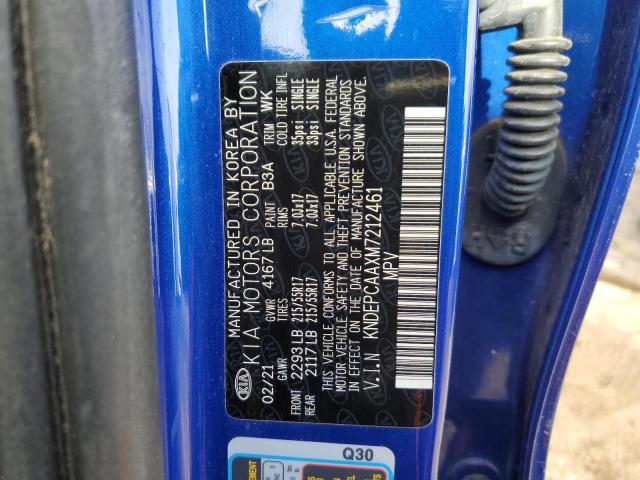 MANUFACTURED IN KOREA BY
KIA MOTORS CORPORATION
KIA
02/21 GVWR 4167 LB PAINT B3A TRIM WK
GAWR TIRES RIMS COLD TIRE INFL
FRONT 2293 LB 215/55R17 7.0Jx17 35psi SINGLE
REAR 2117 LB 215/55R17 7.0Jx17 33psi SINGLE
THIS VEHICLE CONFORMS TO ALL APPLICABLE U.S.A. FEDERAL
MOTOR VEHICLE SAFETY AND THEFT PREVENTION STANDARDS
IN EFFECT ON THE DATE OF MANUFACTURE SHOWN ABOVE.
V.I.N KNDEPCAAXM7212461
MPV
Q30